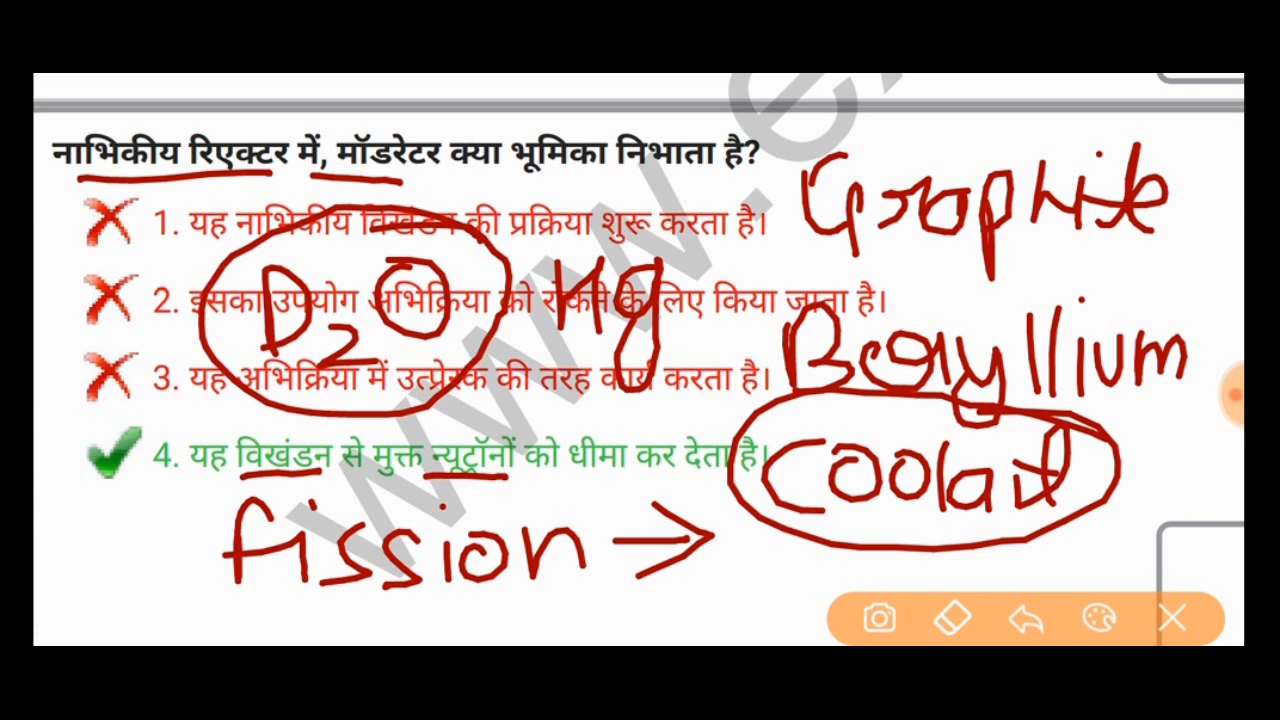 नाभिकीय रिएक्टर में, मॉडरेटर क्या भूमिका निभाता है?
1. यह नाभिकीय विखंडन की प्रक्रिया शुरू करता है।
2. इसका उपयोग अभिक्रिया को रोकने के लिए किया जाता है।
3. यह अभिक्रिया में उत्प्रेरक की तरह कार्य करता है।
4. यह विखंडन से मुक्त न्यूट्रॉनों को धीमा कर देता है।
Graphite
D2O Hg
Beryllium
fission →
www.e